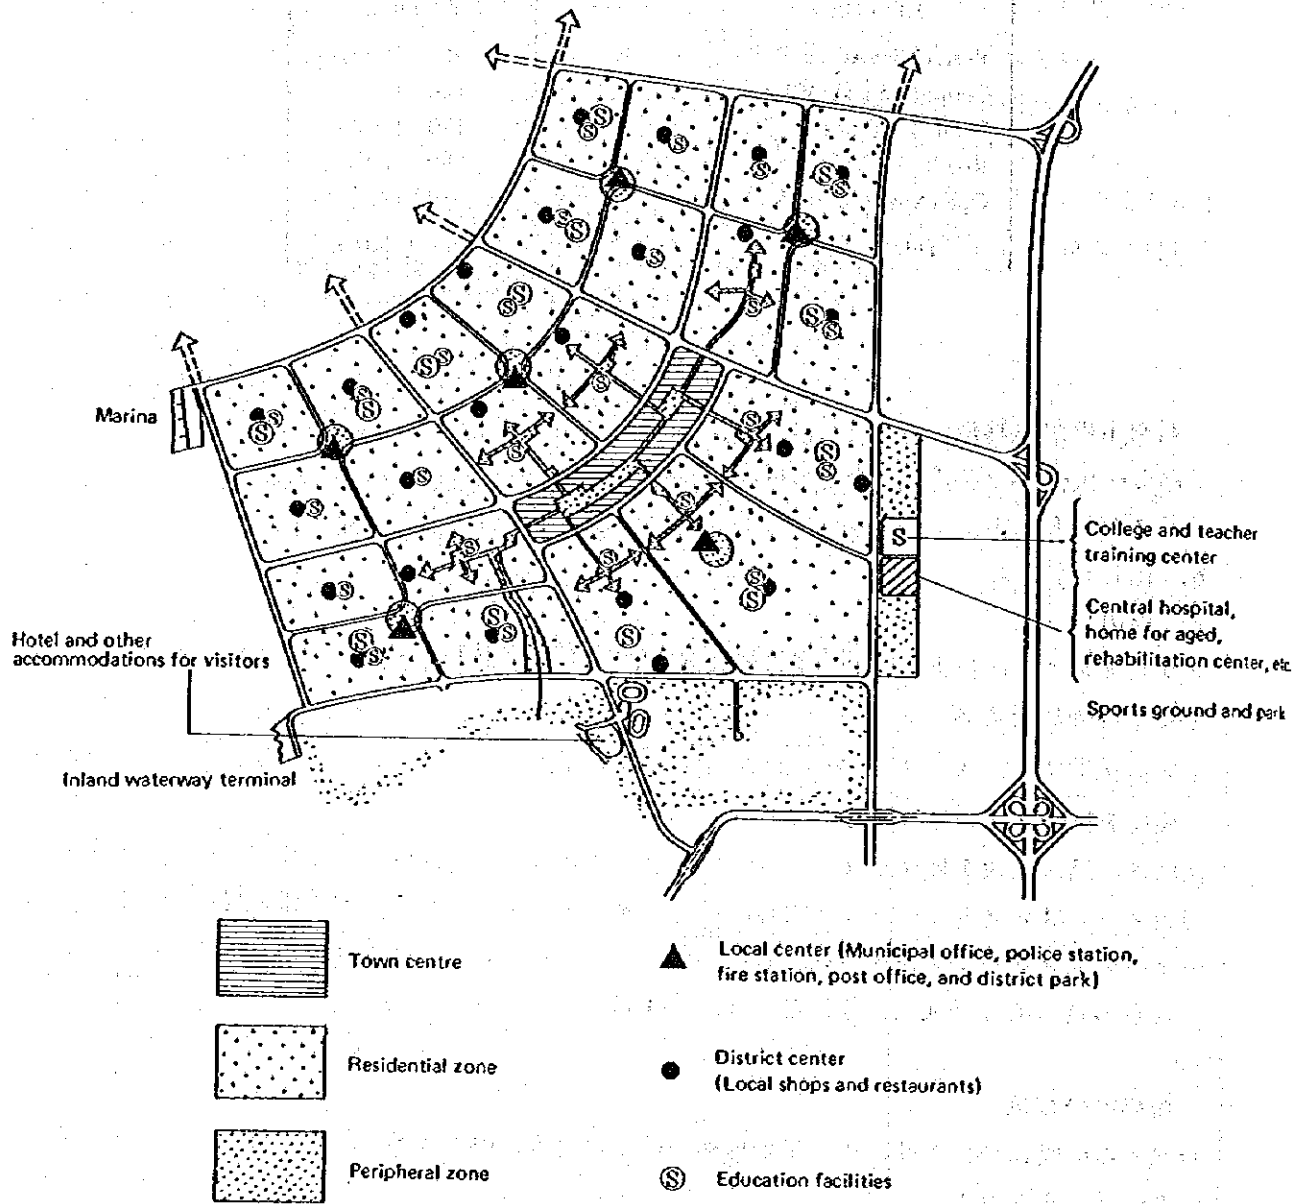 Marina
College and teacher
training center
Central hospital,
home for aged,
rehabilitation center, etc.
Sports ground and park
Hotel and other
accommodations for visitors
Inland waterway terminal
S
Town centre
Local center (Municipal office, police station,
fire station, post office, and district park)
Residential zone
District center
(Local shops and restaurants)
Peripheral zone
Ⓢ Education facilities